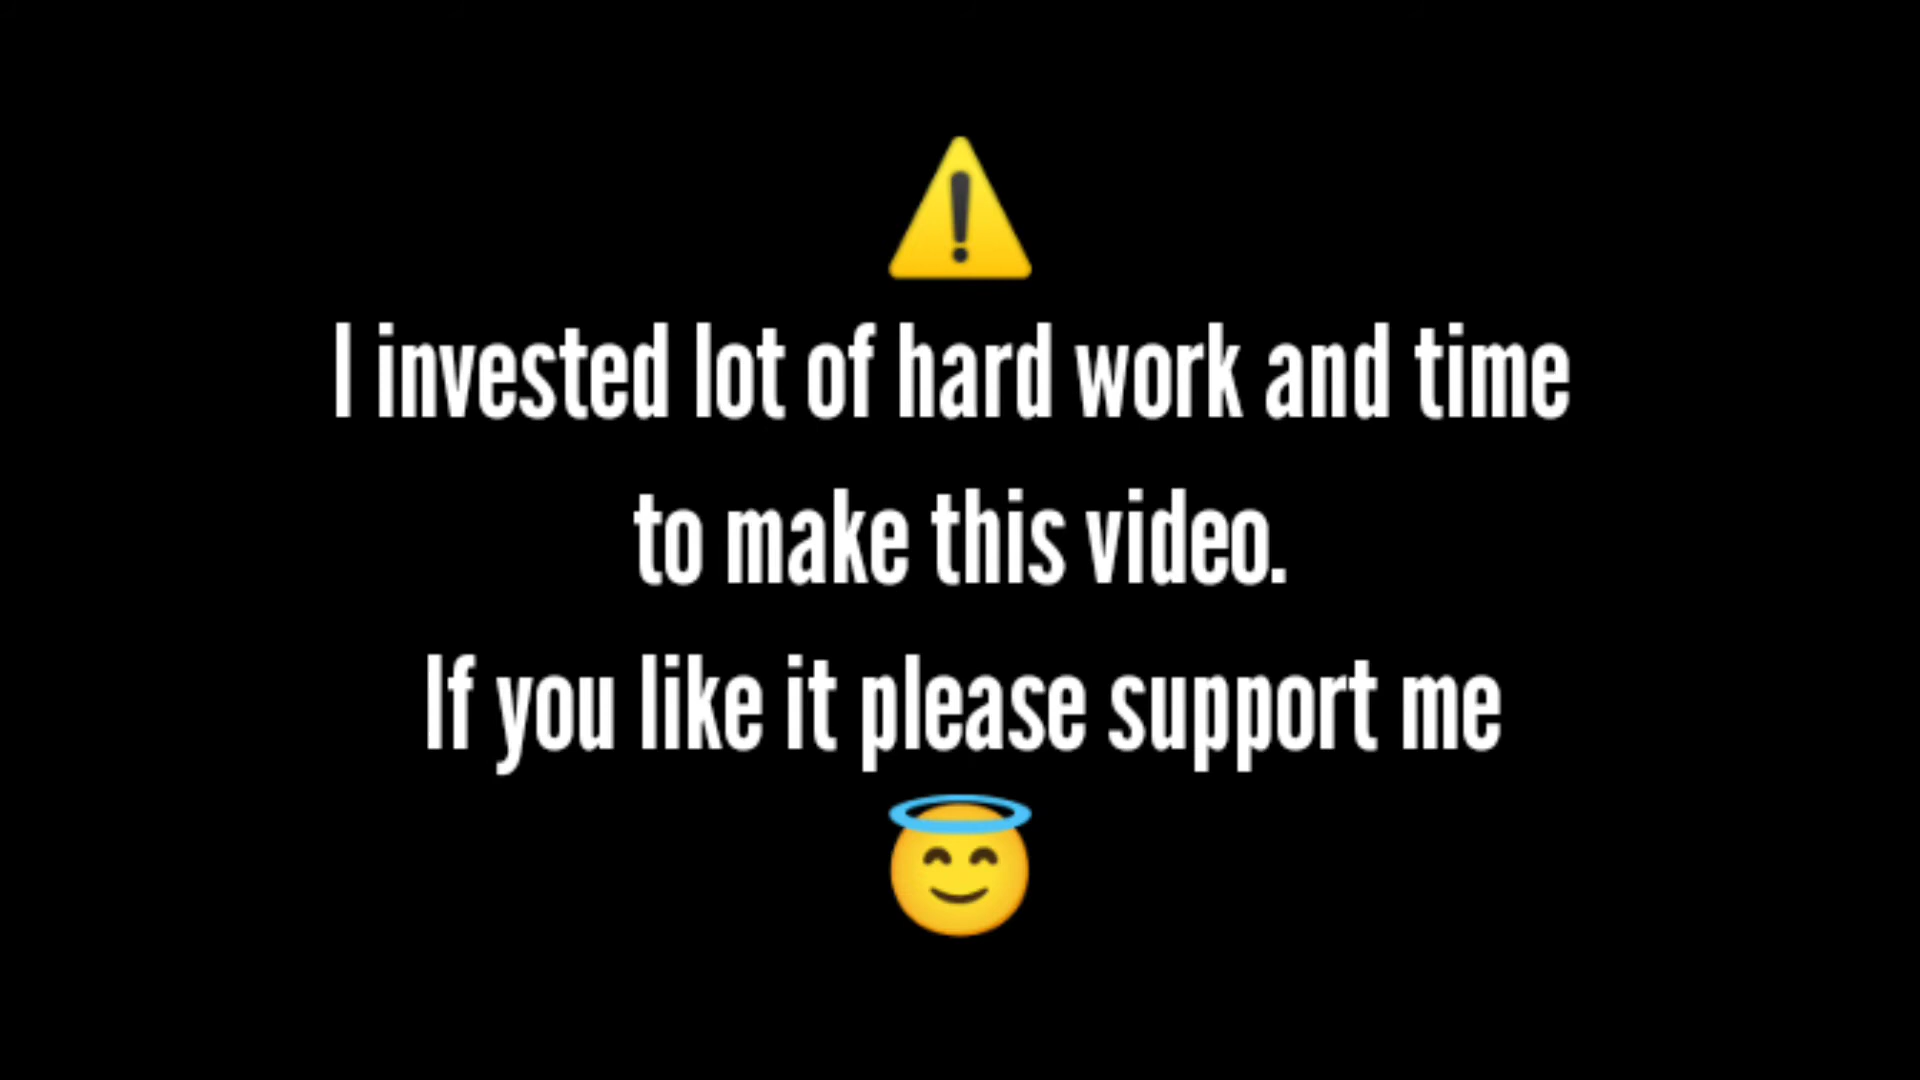 ⚠️
I invested lot of hard work and time
to make this video.
If you like it please support me
😇